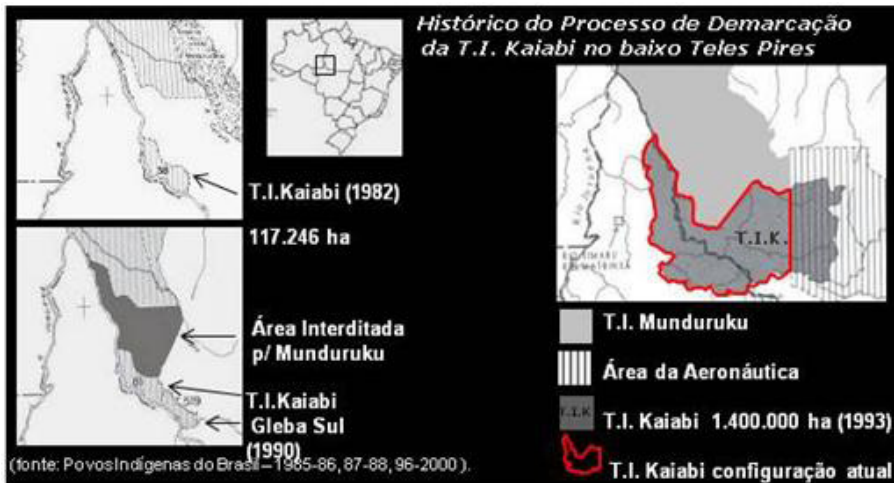 Histórico do Processo de Demarcação
da T.I. Kaiabi no baixo Teles Pires
T.I.Kaiabi (1982)
117.246 ha
Área Interditada
p/ Munduruku
T.I.Kaiabi
Gleba Sul
(1990)
T.I.K.
T.I. Munduruku
Área da Aeronáutica
T.I.K
T.I. Kaiabi 1.400.000 ha (1993)
T.I. Kaiabi configuração atual
(fonte: Povos Indígenas do Brasil – 1985-86, 87-88, 96-2000 ).